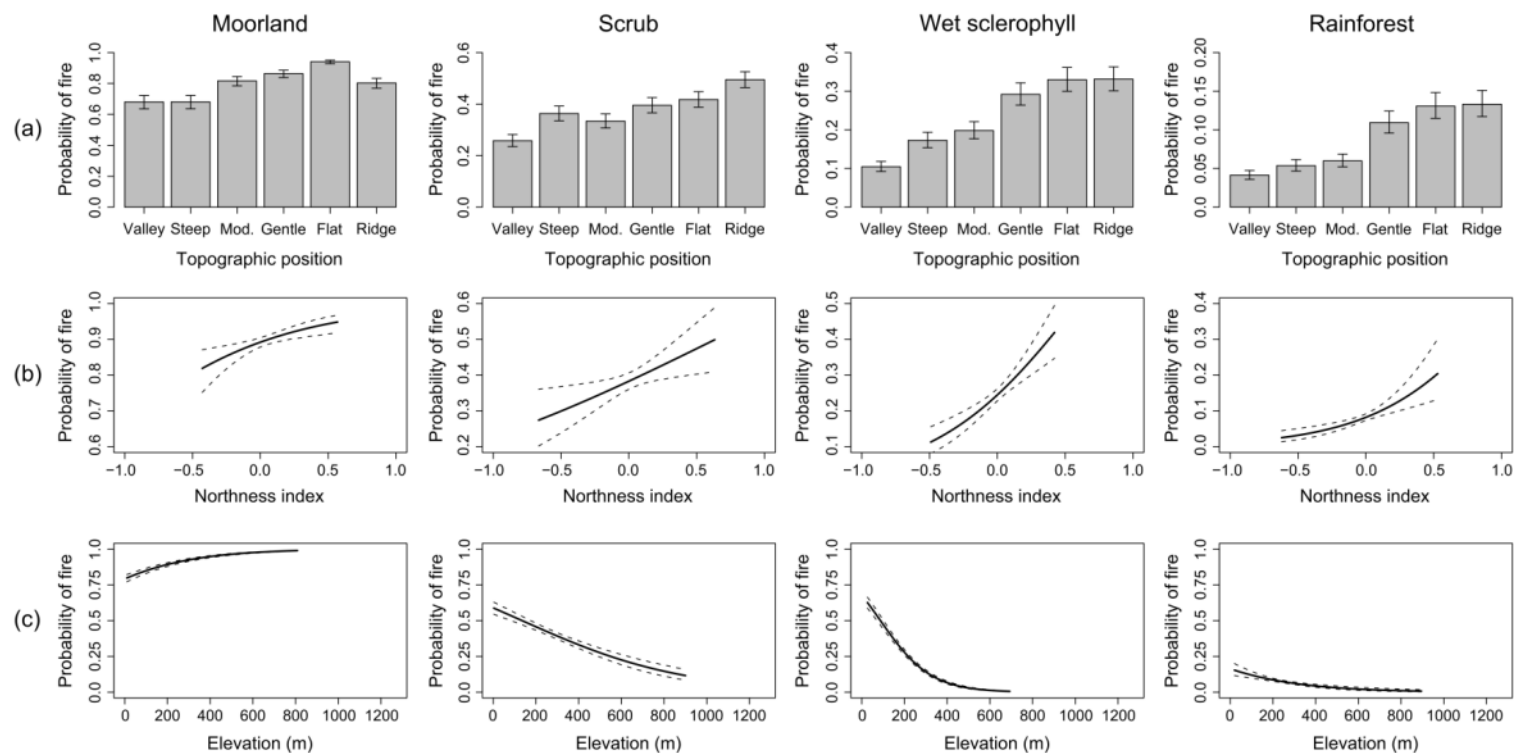 Moorland Scrub Wet sclerophyll Rainforest
(a)
Probability of fire
0.0 0.2 0.4 0.6 0.8 1.0
Valley Steep Mod. Gentle Flat Ridge
Topographic position
Probability of fire
0.0 0.2 0.4 0.6
Valley Steep Mod. Gentle Flat Ridge
Topographic position
Probability of fire
0.0 0.1 0.2 0.3 0.4
Valley Steep Mod. Gentle Flat Ridge
Topographic position
Probability of fire
0.00 0.05 0.10 0.15 0.20
Valley Steep Mod. Gentle Flat Ridge
Topographic position
(b)
Probability of fire
0.6 0.7 0.8 0.9 1.0
−1.0 −0.5 0.0 0.5 1.0
Northness index
Probability of fire
0.2 0.3 0.4 0.5 0.6
−1.0 −0.5 0.0 0.5 1.0
Northness index
Probability of fire
0.1 0.2 0.3 0.4 0.5
−1.0 −0.5 0.0 0.5 1.0
Northness index
Probability of fire
0.0 0.1 0.2 0.3 0.4
−1.0 −0.5 0.0 0.5 1.0
Northness index
(c)
Probability of fire
0.0 0.25 0.5 0.75 1.0
0 200 400 600 800 1000 1200
Elevation (m)
Probability of fire
0.0 0.25 0.5 0.75 1.0
0 200 400 600 800 1000 1200
Elevation (m)
Probability of fire
0.0 0.25 0.5 0.75 1.0
0 200 400 600 800 1000 1200
Elevation (m)
Probability of fire
0.0 0.25 0.5 0.75 1.0
0 200 400 600 800 1000 1200
Elevation (m)